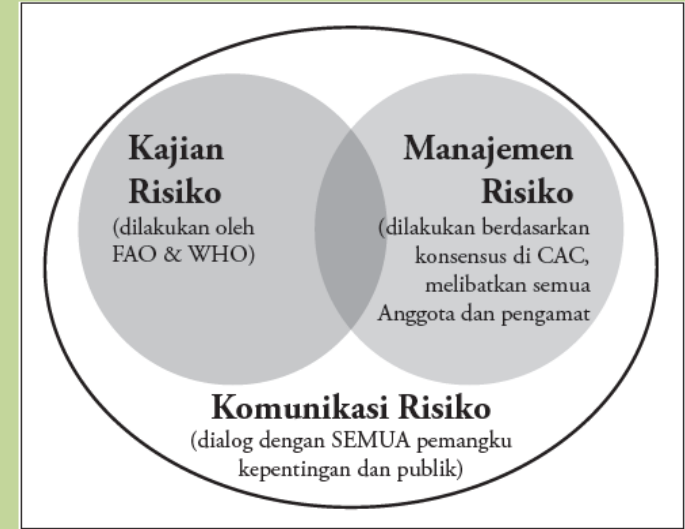 Kajian
Risiko
(dilakukan oleh
FAO & WHO)
Manajemen
Risiko
(dilakukan berdasarkan
konsensus di CAC,
melibatkan semua
Anggota dan pengamat
Komunikasi Risiko
(dialog dengan SEMUA pemangku
kepentingan dan publik)